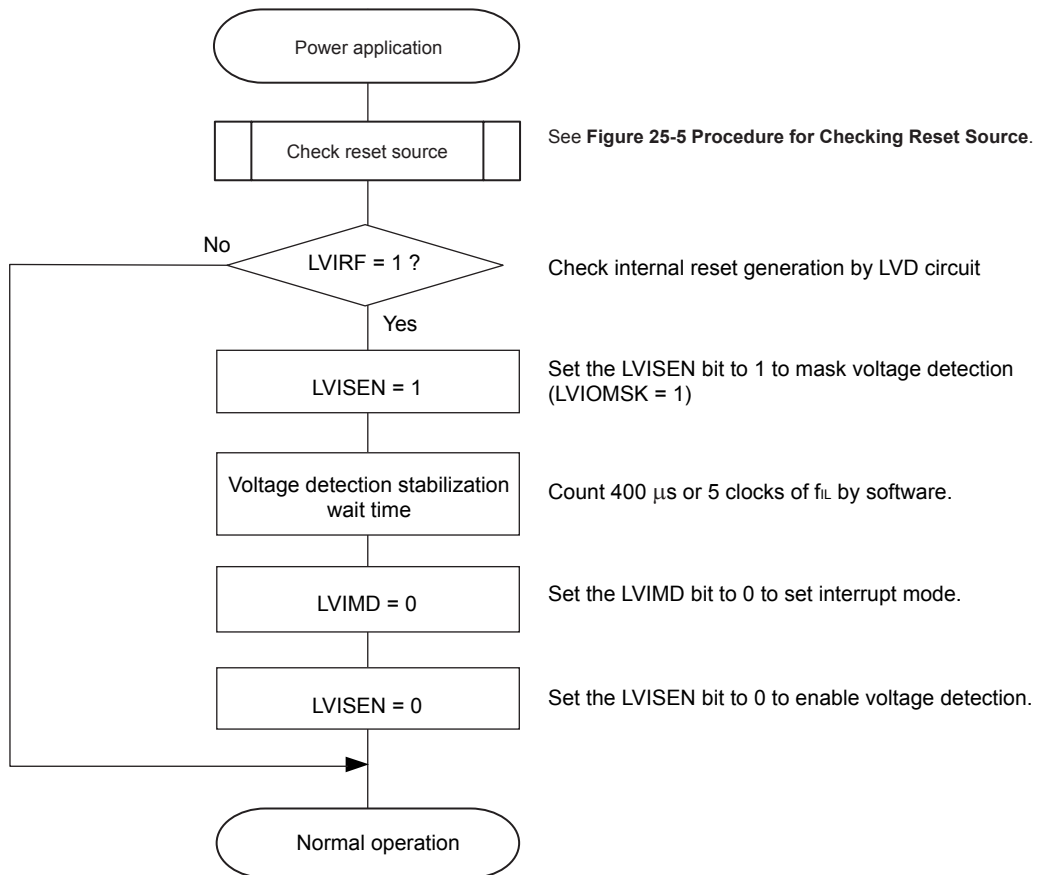 Power application
Check reset source
See Figure 25-5 Procedure for Checking Reset Source.
No
LVIRF = 1 ?
Check internal reset generation by LVD circuit
Yes
LVISEN = 1
Set the LVISEN bit to 1 to mask voltage detection
(LVIOMSK = 1)
Voltage detection stabilization
wait time
Count 400 μs or 5 clocks of fIL by software.
LVIMD = 0
Set the LVIMD bit to 0 to set interrupt mode.
LVISEN = 0
Set the LVISEN bit to 0 to enable voltage detection.
Normal operation